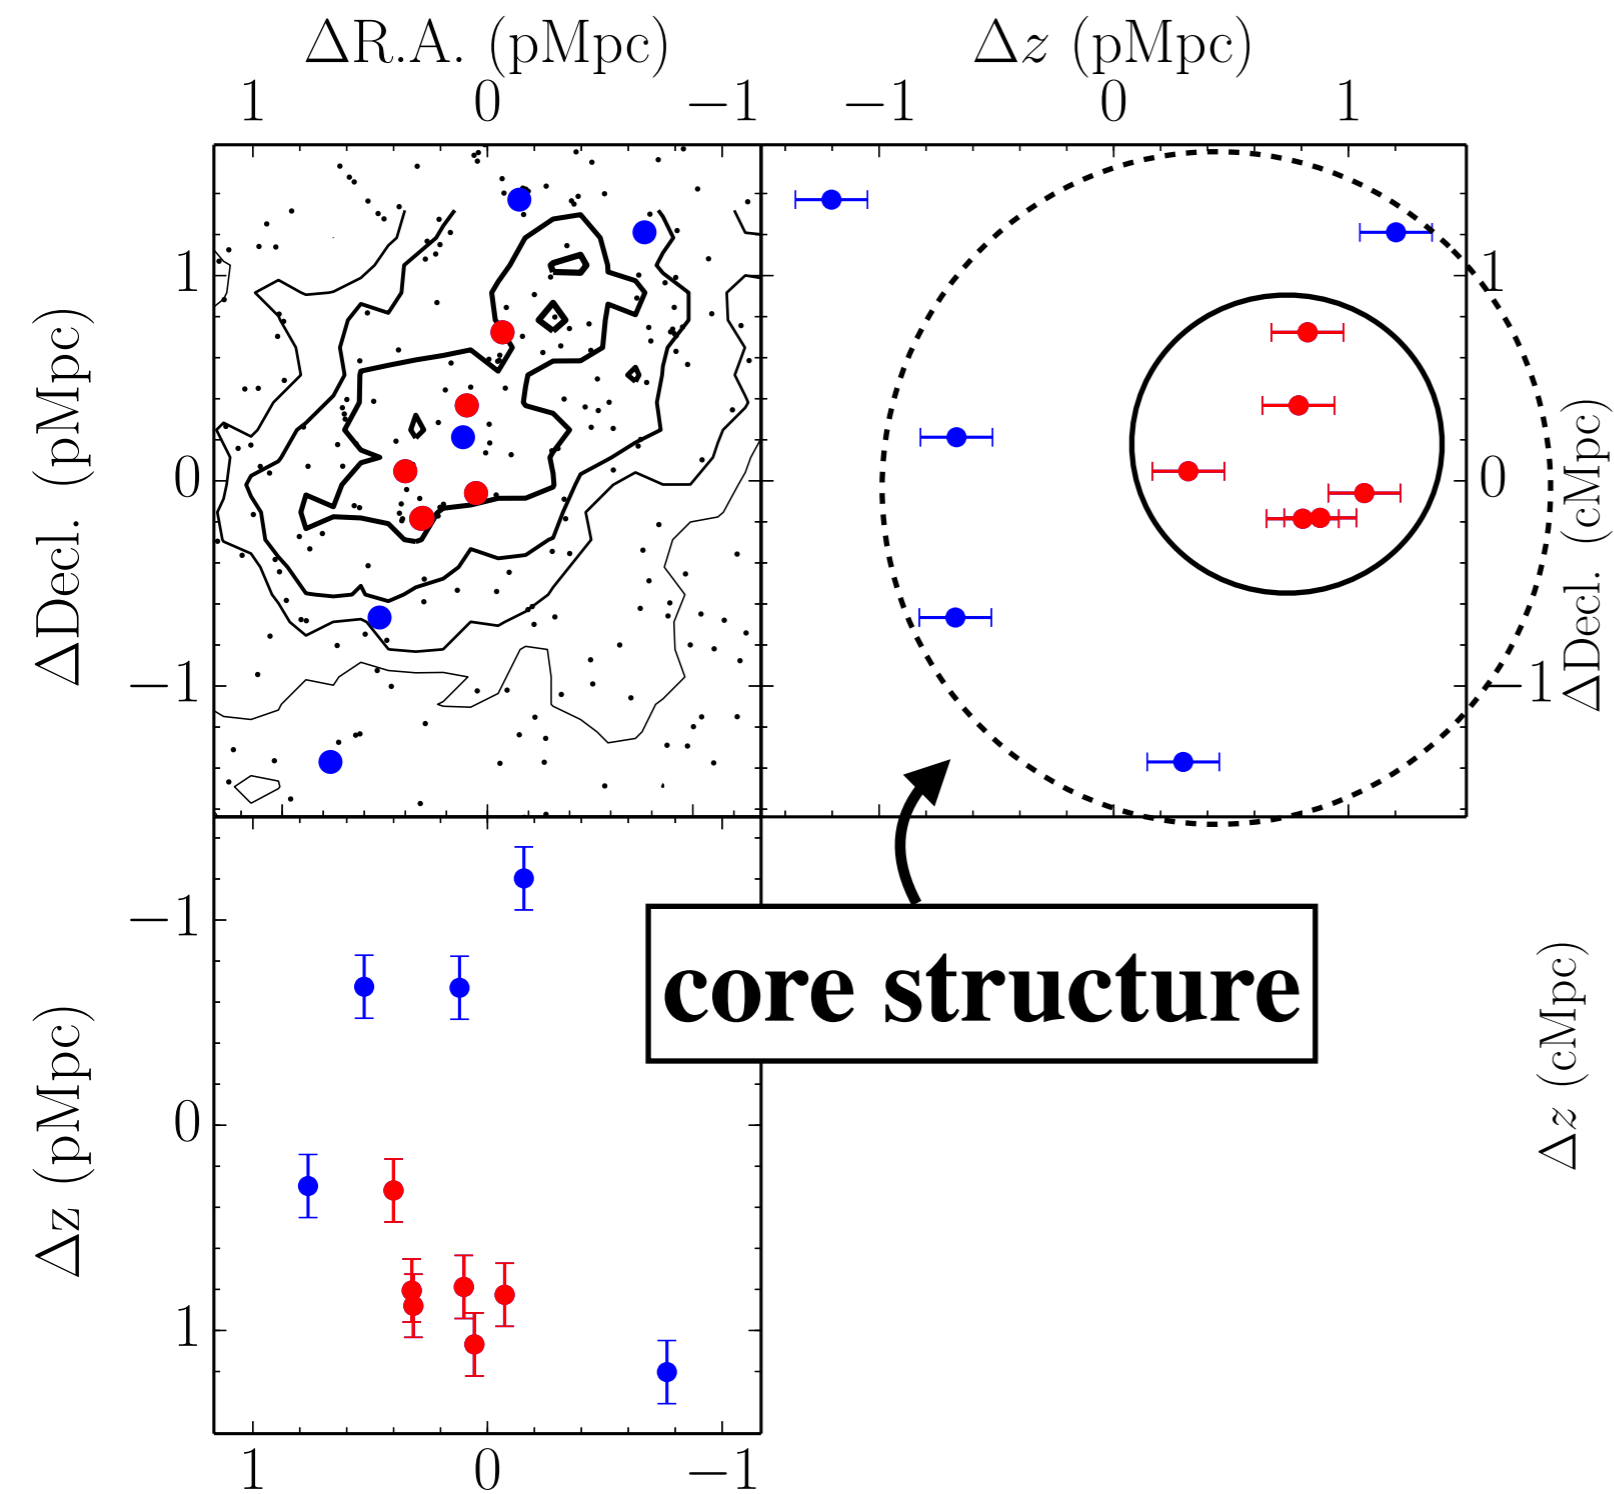 ΔR.A. (pMpc)
Δz (pMpc)
1 0 −1
−1 0 1
ΔDecl. (pMpc)
1
0
−1
1
0
−1
ΔDecl. (cMpc)
core structure
Δz (pMpc)
−1
0
1
Δz (cMpc)
1 0 −1